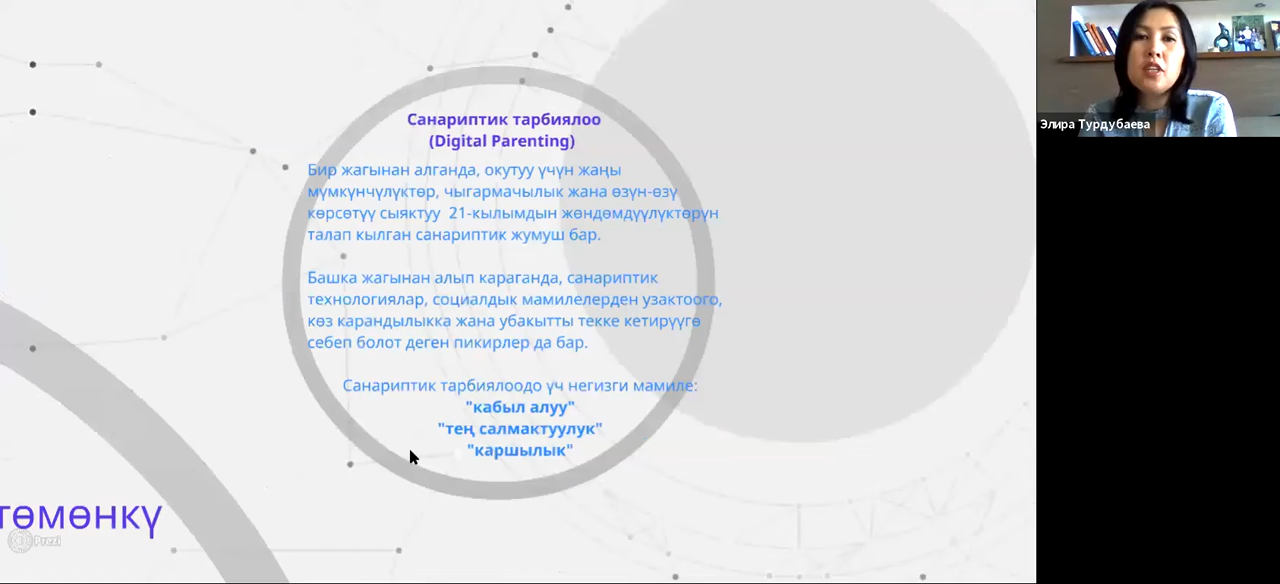 Санариптик тарбиялоо
(Digital Parenting)
Бир жагынан алганда, окутуу үчүн жаңы
мүмкүнчүлүктөр, чыгармачылык жана өзүн-өзү
көрсөтүү сыяктуу 21-кылымдын жөндөмдүүлүктөрүн
талап кылган санариптик жумуш бар.
Башка жагынан алып караганда, санариптик
технологиялар, социалдык мамилелерден узактоого,
көз карандылыкка жана убакытты текке кетирүүгө
себеп болот деген пикирлер да бар.
Санариптик тарбиялоодо үч негизги мамиле:
"кабыл алуу"
"тең салмактуулук"
"каршылык"
төмөнкү
Prezi
Элира Турдубаева